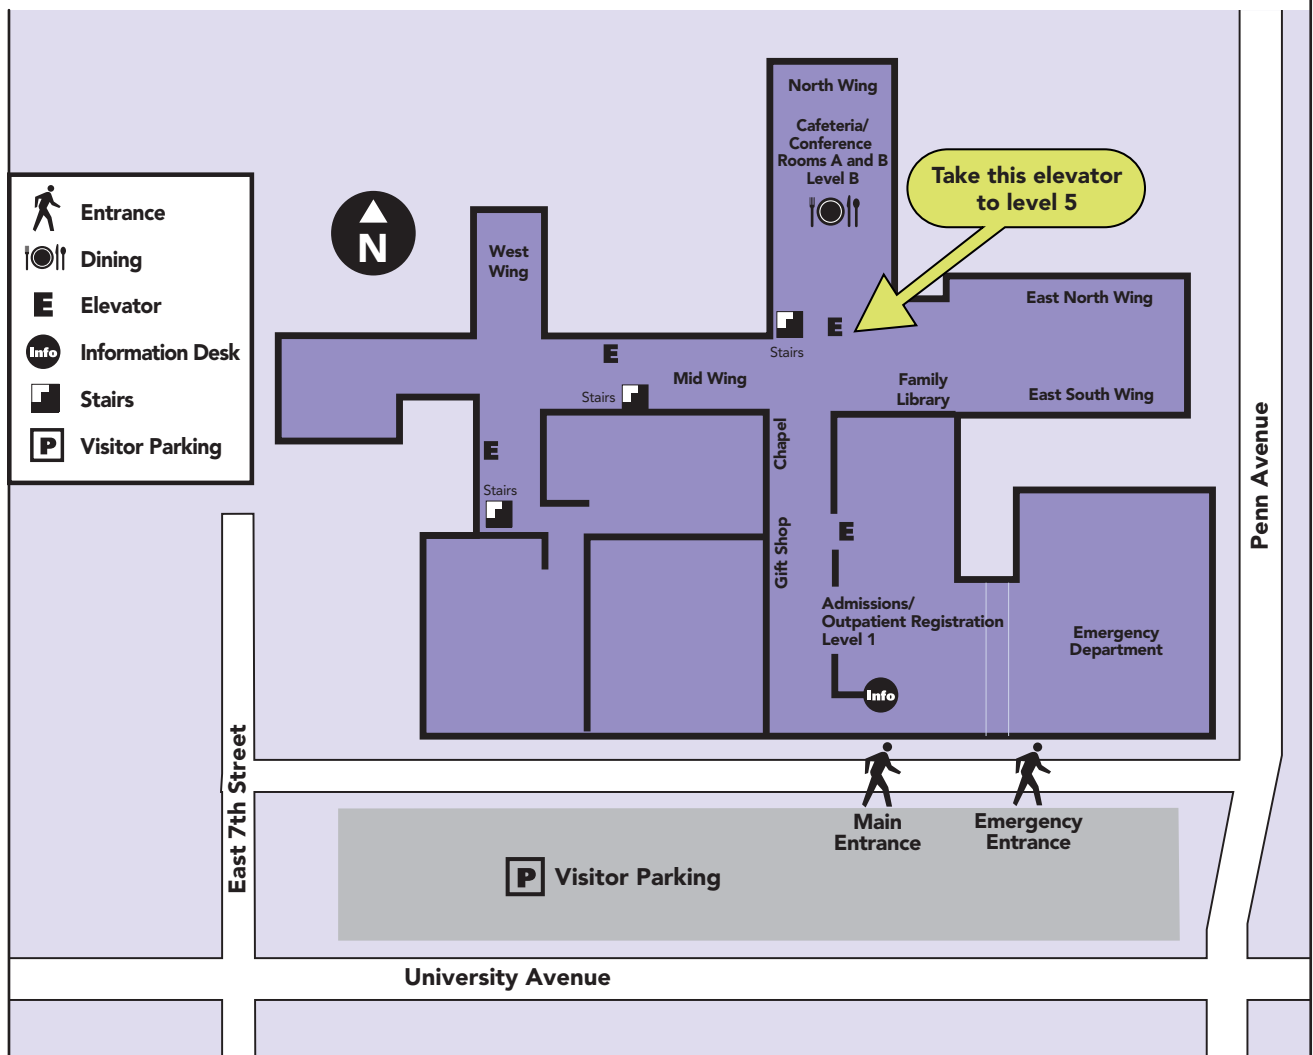 North Wing
Cafeteria/
Conference
Rooms A and B
Level B
Take this elevator
to level 5
Entrance
Dining
E Elevator
Info Information Desk
Stairs
P Visitor Parking
N
West
Wing
East North Wing
E
Stairs
E
Mid Wing
Stairs
Family
Library
East South Wing
Chapel
E
Stairs
Gift Shop
E
Admissions/
Outpatient Registration
Level 1
Emergency
Department
Info
Penn Avenue
East 7th Street
Main
Entrance
Emergency
Entrance
P Visitor Parking
University Avenue